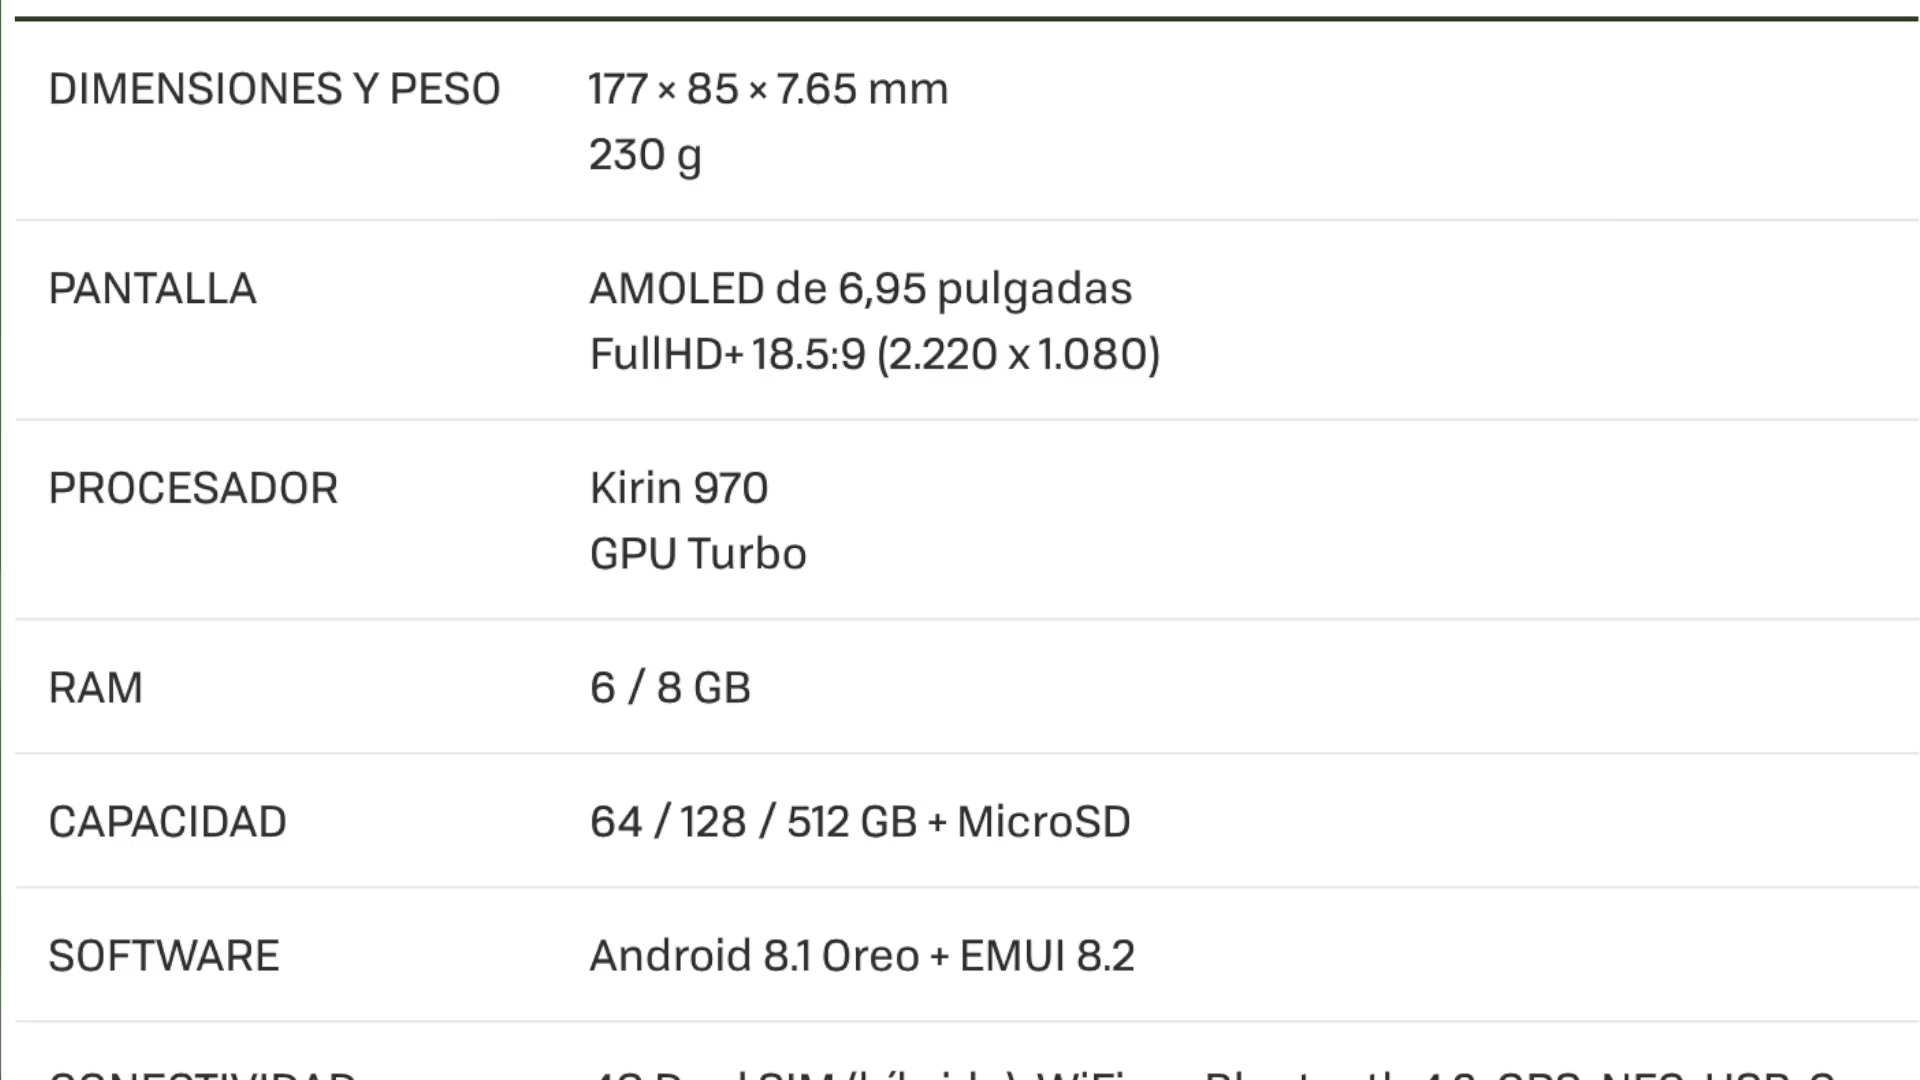 DIMENSIONES Y PESO 177 × 85 × 7.65 mm
230 g
PANTALLA AMOLED de 6,95 pulgadas
FullHD+ 18.5:9 (2.220 x 1.080)
PROCESADOR Kirin 970
GPU Turbo
RAM 6 / 8 GB
CAPACIDAD 64 / 128 / 512 GB + MicroSD
SOFTWARE Android 8.1 Oreo + EMUI 8.2
CONECTIVIDAD